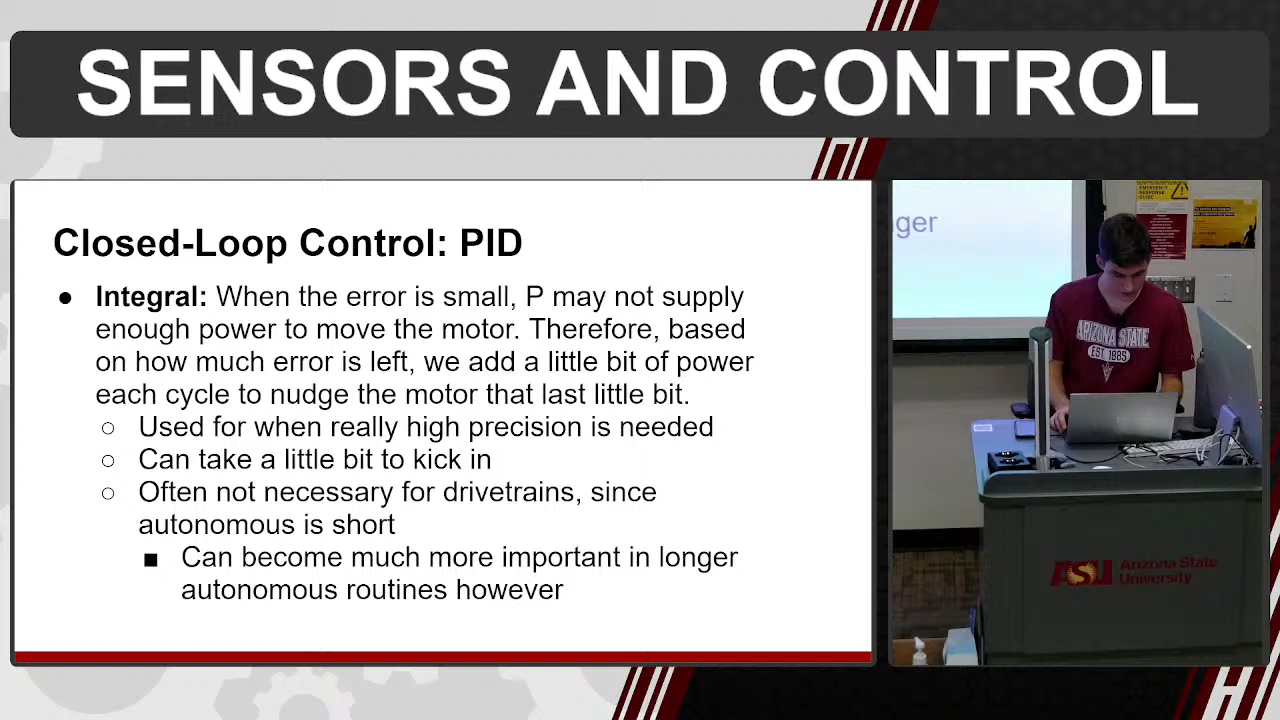 SENSORS AND CONTROL
Closed-Loop Control: PID
● Integral: When the error is small, P may not supply
enough power to move the motor. Therefore, based
on how much error is left, we add a little bit of power
each cycle to nudge the motor that last little bit.
○ Used for when really high precision is needed
○ Can take a little bit to kick in
○ Often not necessary for drivetrains, since
autonomous is short
■ Can become much more important in longer
autonomous routines however
ger
EMERGENCY
RESPONSE
GUIDE
ARIZONA STATE
EST 1885
ASU Arizona State
University